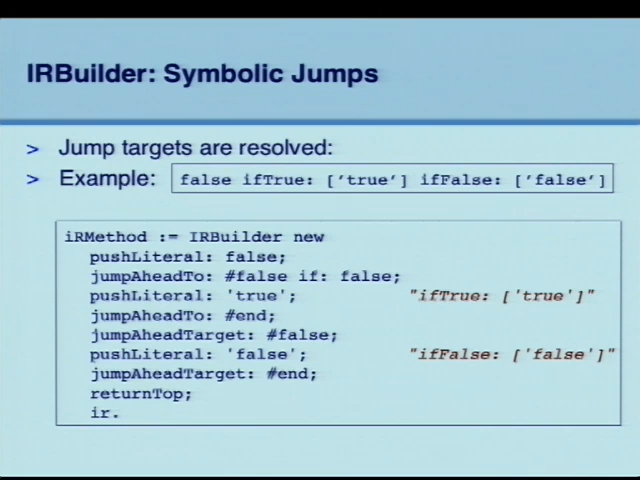 IRBuilder: Symbolic Jumps
> Jump targets are resolved:
> Example: false ifTrue: ['true'] ifFalse: ['false']
iRMethod := IRBuilder new
pushLiteral: false;
jumpAheadTo: #false if: false;
pushLiteral: 'true'; "ifTrue: ['true']"
jumpAheadTo: #end;
jumpAheadTarget: #false;
pushLiteral: 'false'; "ifFalse: ['false']"
jumpAheadTarget: #end;
returnTop;
ir.